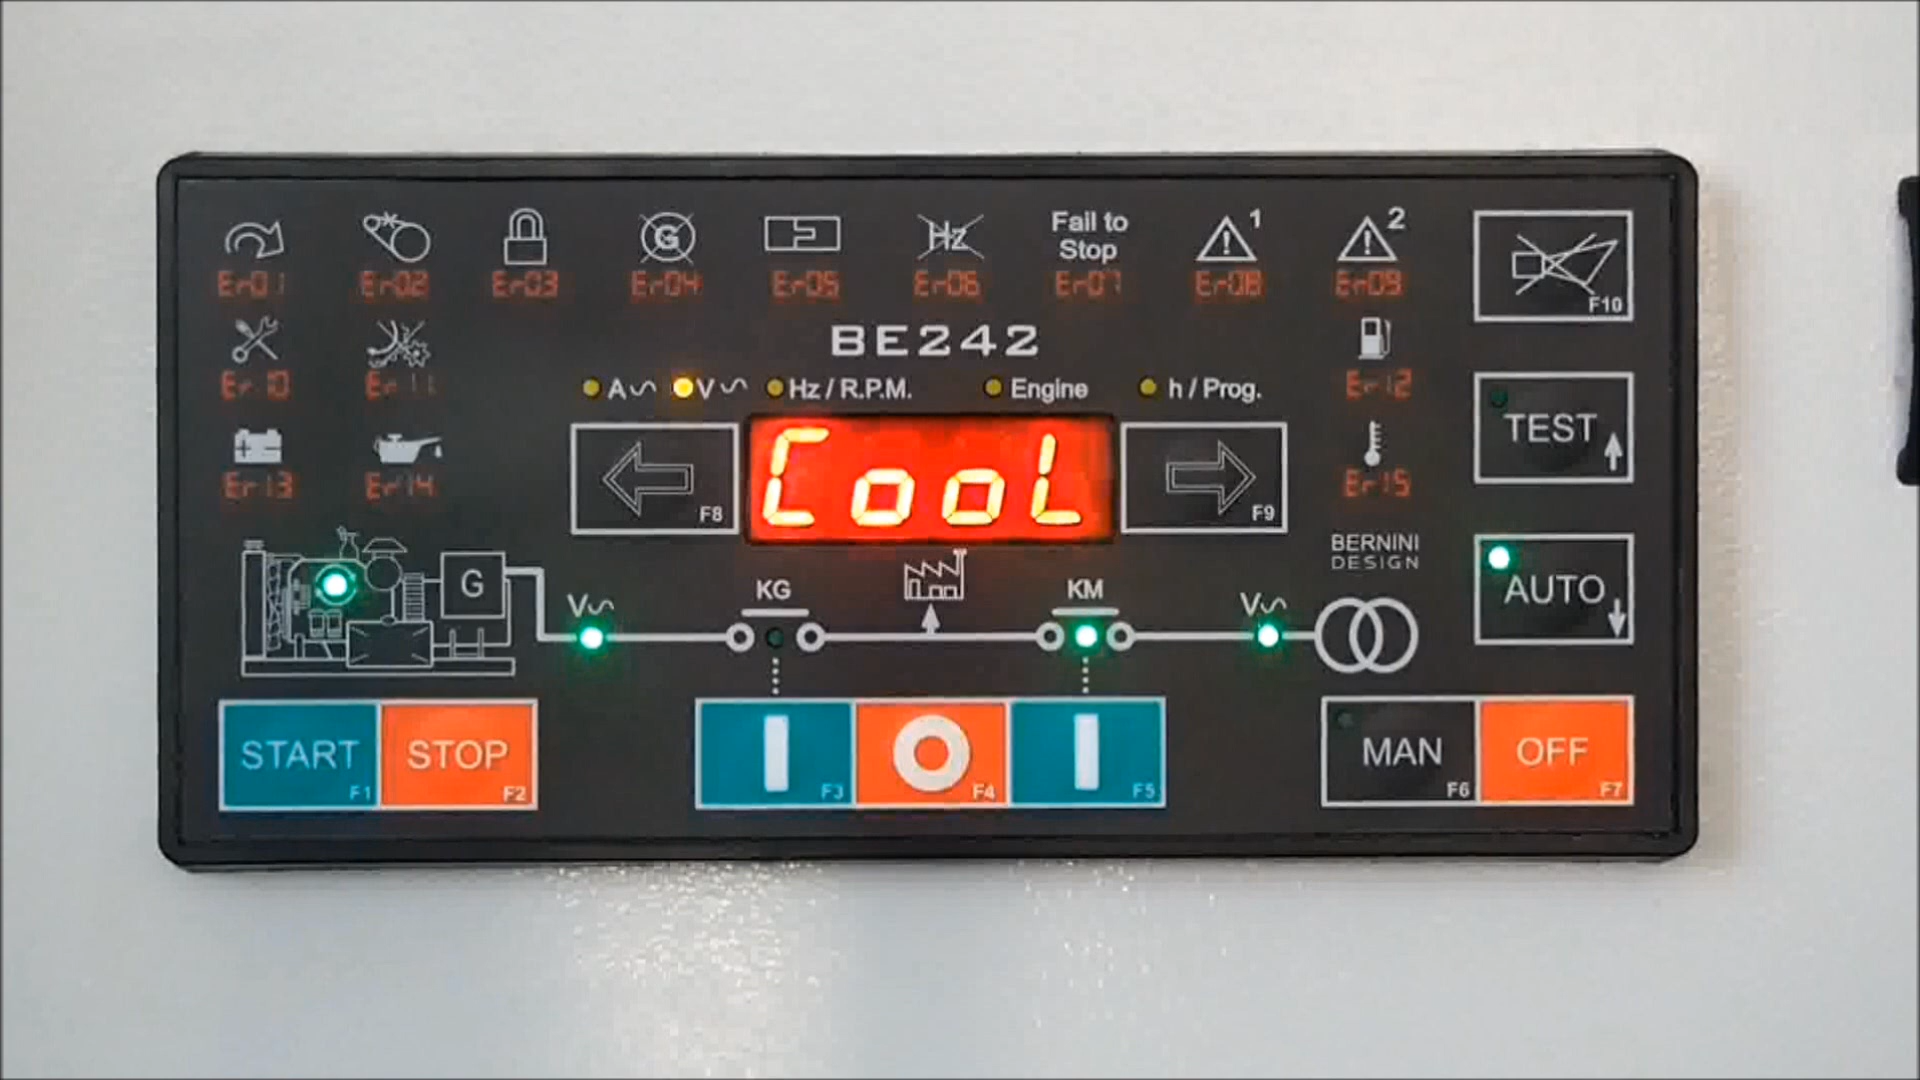 Fail to
Stop
1
2
Er01 Er02 Er03 Er04 Er05 Er06 Er07 Er08 Er09
G
Hz
F10
BE242
Er10 Er11 Er12
A V Hz / R.P.M. Engine h / Prog.
TEST
CooL
F8 F9
Er13 Er14 Er15
BERNINI
DESIGN
G
KG KM
V V
AUTO
START F1
STOP F2
I F3
O F4
I F5
MAN F6
OFF F7